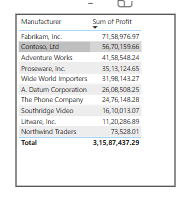 Manufacturer Sum of Profit
Fabrikam, Inc. 71,58,976.97
Contoso, Ltd 56,70,159.66
Adventure Works 41,58,548.24
Proseware, Inc. 35,13,124.65
Wide World Importers 31,98,143.27
A. Datum Corporation 26,08,508.25
The Phone Company 24,76,148.28
Southridge Video 16,10,013.07
Litware, Inc. 11,20,286.89
Northwind Traders 73,528.01
Total 3,15,87,437.29